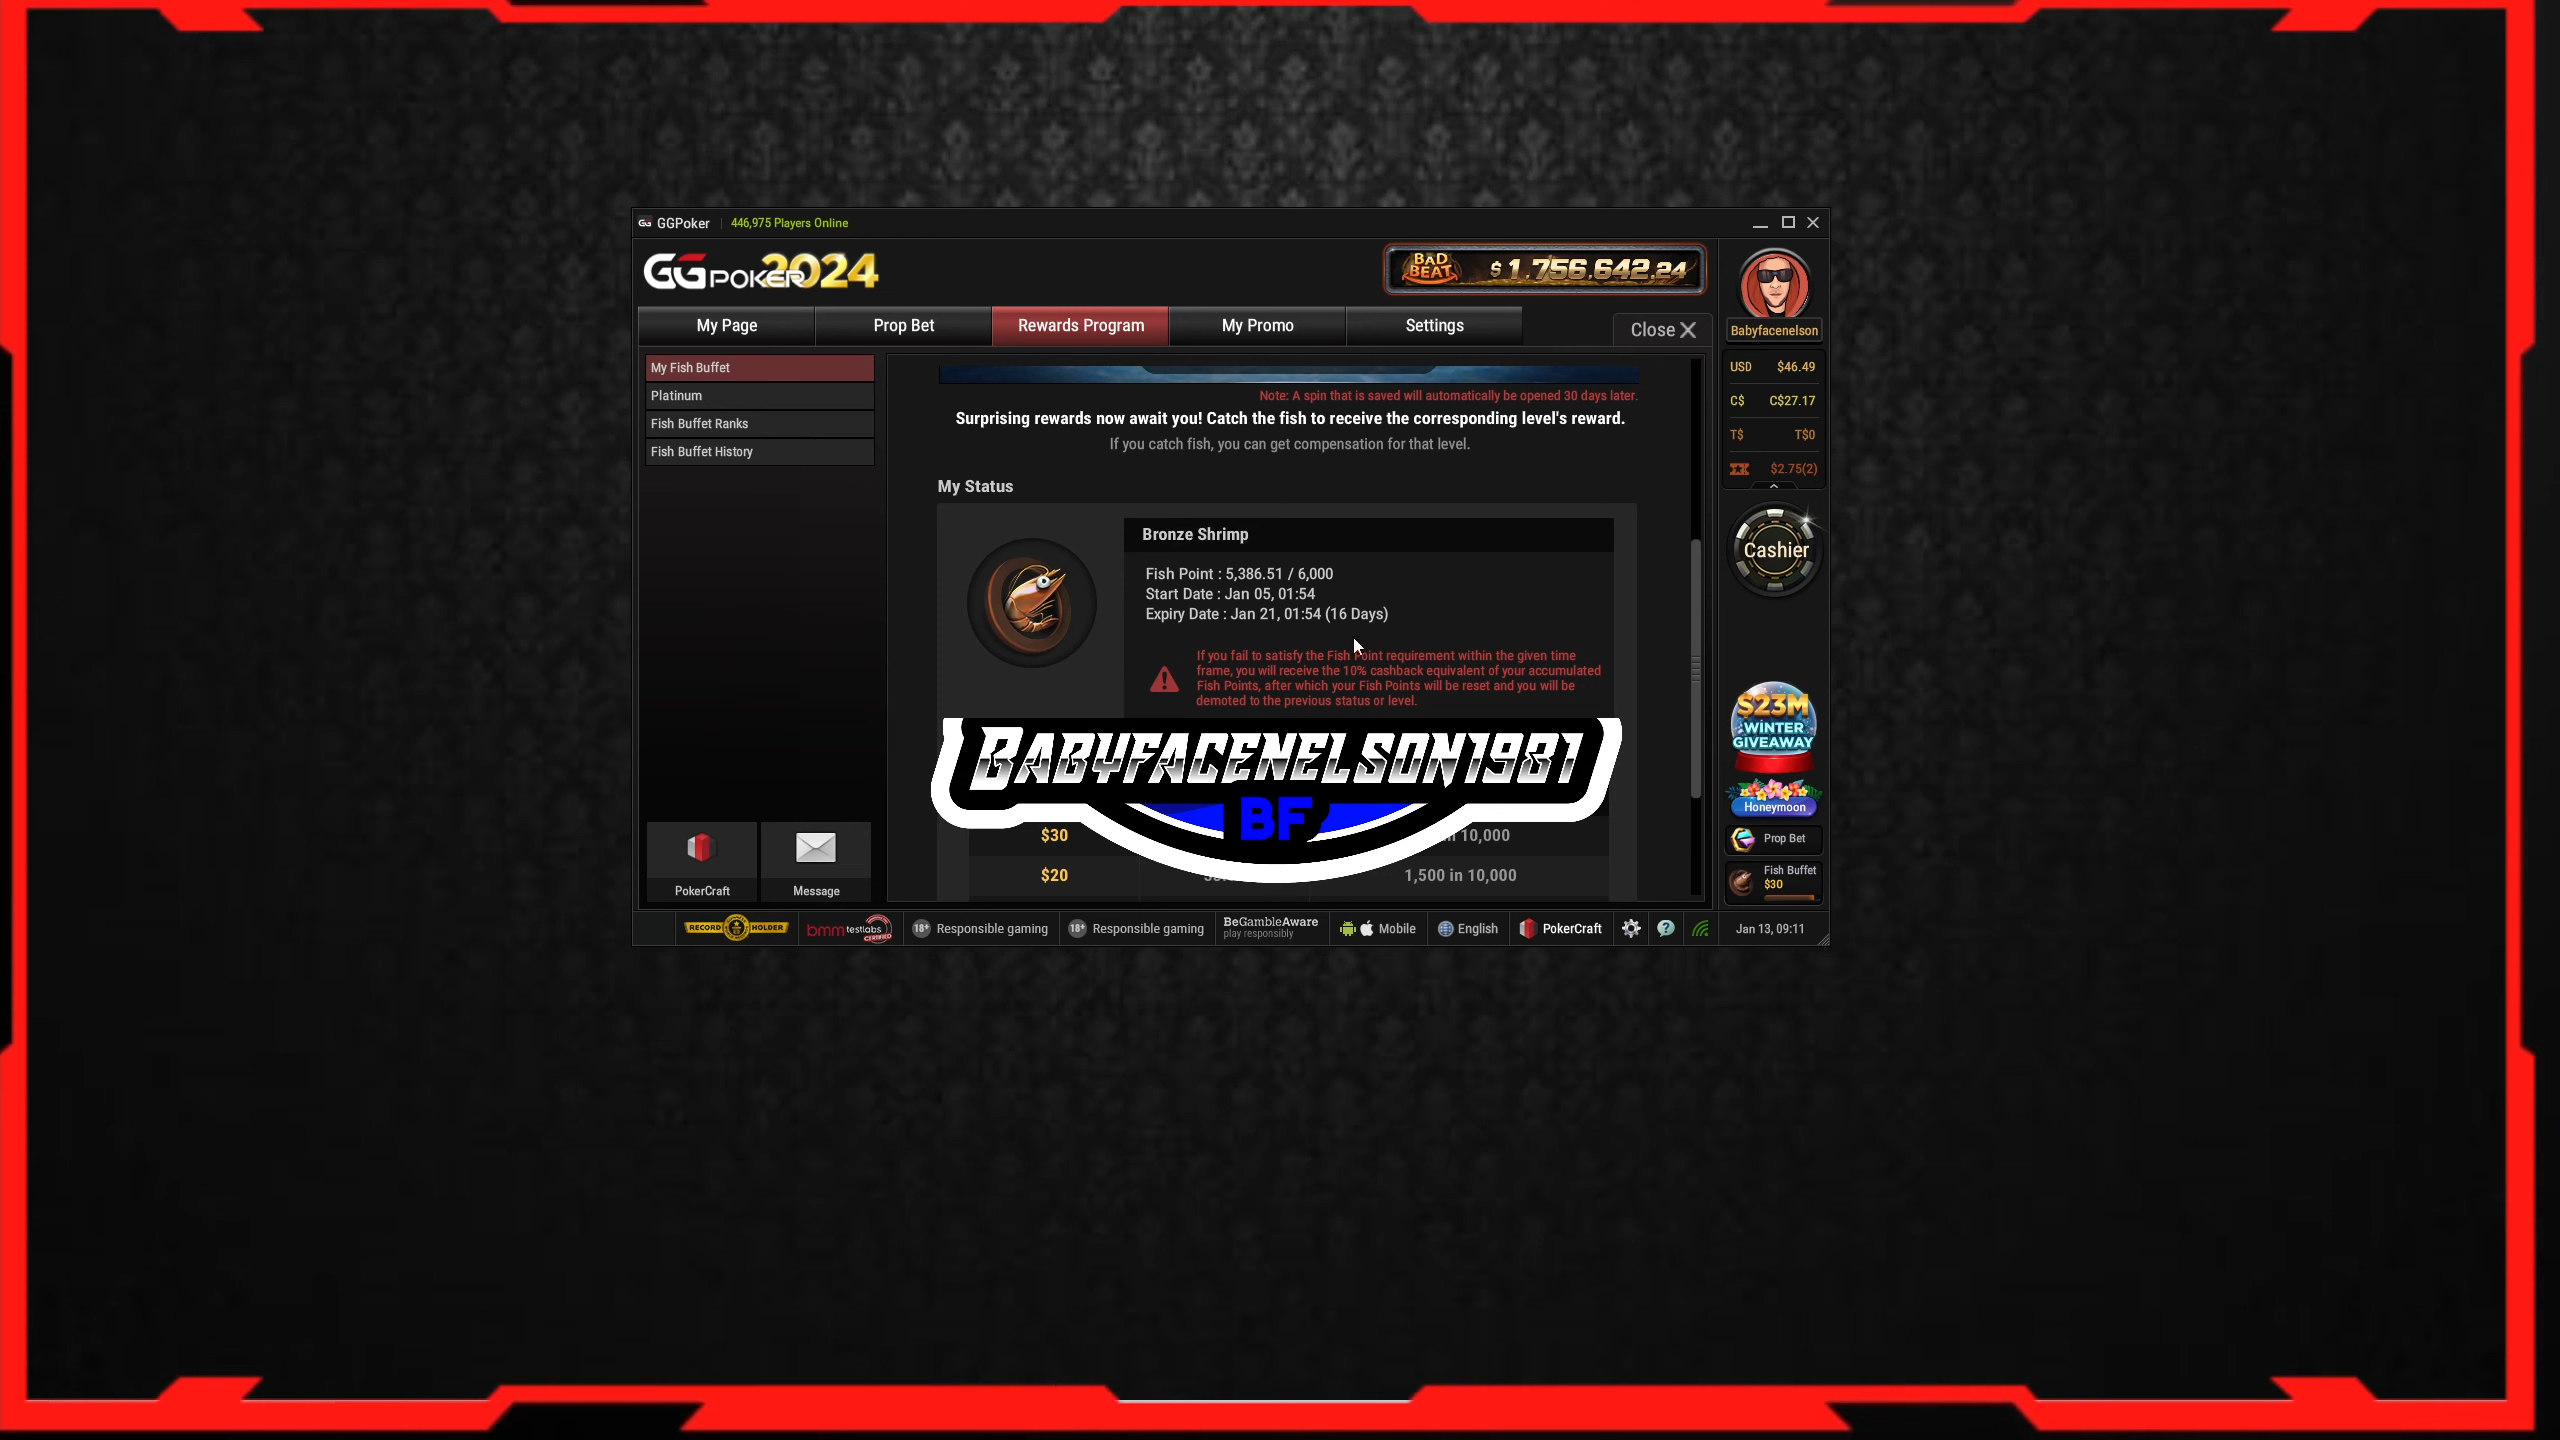 GGPoker | 446,975 Players Online
GGPOKER 2024
BAD BEAT $1,756,642.24
My Page Prop Bet Rewards Program My Promo Settings
Close
Babyfacenelson
My Fish Buffet
Platinum
Fish Buffet Ranks
Fish Buffet History
Note: A spin that is saved will automatically be opened 30 days later.
Surprising rewards now await you! Catch the fish to receive the corresponding level's reward.
If you catch fish, you can get compensation for that level.
My Status
Bronze Shrimp
Fish Point : 5,386.51 / 6,000
Start Date : Jan 05, 01:54
Expiry Date : Jan 21, 01:54 (16 Days)
If you fail to satisfy the Fish Point requirement within the given time
frame, you will receive the 10% cashback equivalent of your accumulated
Fish Points, after which your Fish Points will be reset and you will be
demoted to the previous status or level.
BABYFACENELSON1981
BF
$30 in 10,000
$20 1,500 in 10,000
USD $46.49
C$ C$27.17
T$ T$0
$2.75(2)
Cashier
$23M
WINTER
GIVEAWAY
Honeymoon
Prop Bet
Fish Buffet
$30
PokerCraft
Message
RECORD HOLDER
bmm testlabs CERTIFIED
18+ Responsible gaming
18+ Responsible gaming
BeGambleAware
play responsibly
Mobile
English
PokerCraft
Jan 13, 09:11